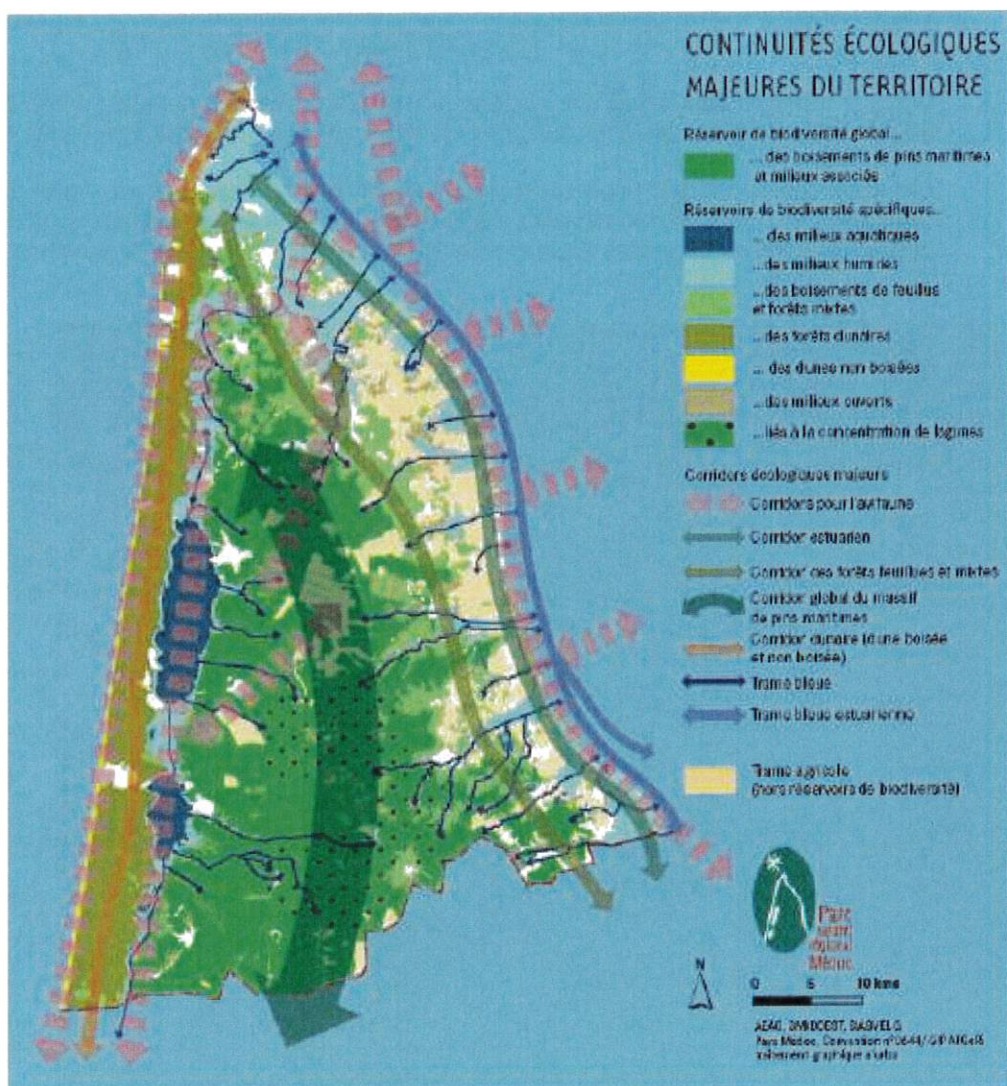 CONTINUITÉS ÉCOLOGIQUES
MAJEURES DU TERRITOIRE
Réservoir de biodiversité global...
...des boisements de pins maritimes
et milieux associés
Réservoirs de biodiversité spécifiques...
...des milieux aquatiques
...des milieux humides
...des boisements de feuillus
et forêts mixtes
...des forêts dunaires
...des dunes non boisées
...des milieux ouverts
...liés à la concentration de lagunes
Corridors écologiques majeurs
Corridors pour l'avifaune
Corridor estuarien
Corridor des forêts feuillues et mixtes
Corridor global du massif
de pins maritimes
Corridor dunaire (dune boisée
et non boisée)
Trame bleue
Trame bleue estuarienne
Trame agricole
(hors réservoirs de biodiversité)
Parc
naturel
régional
Médoc
N
0 5 10 kms
Parc Médoc, Convention
traitement graphique